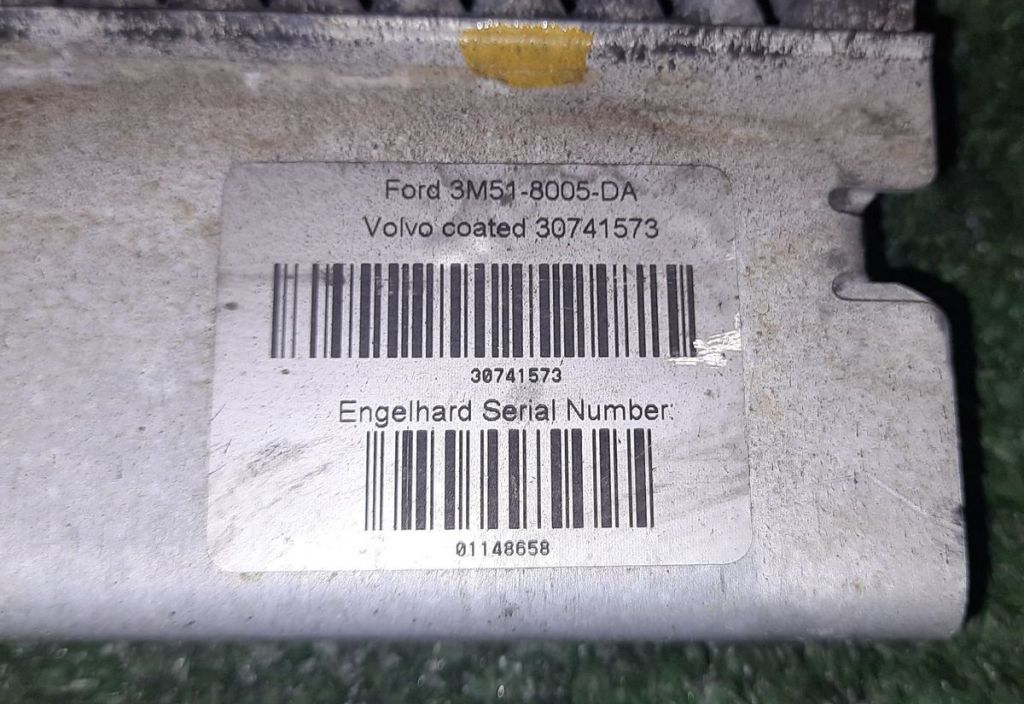 Ford 3M51-8005-DA
Volvo coated 30741573
30741573
Engelhard Serial Number:
01148658